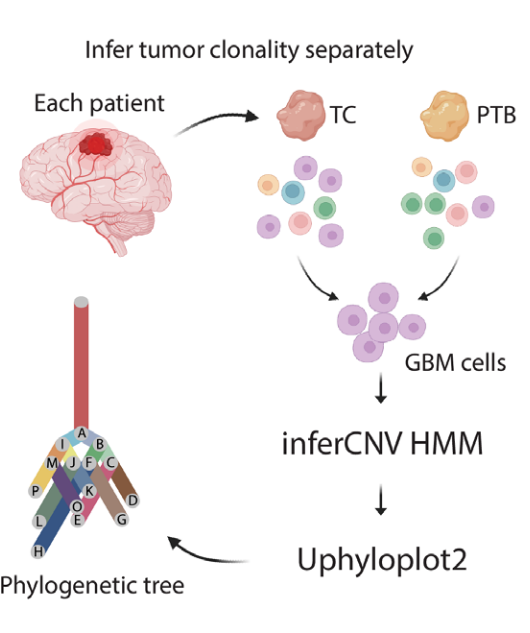 Infer tumor clonality separately
Each patient
TC
PTB
GBM cells
inferCNV HMM
Uphyloplot2
A
I
B
M
J
F
C
P
K
D
O
L
E
G
H
Phylogenetic tree